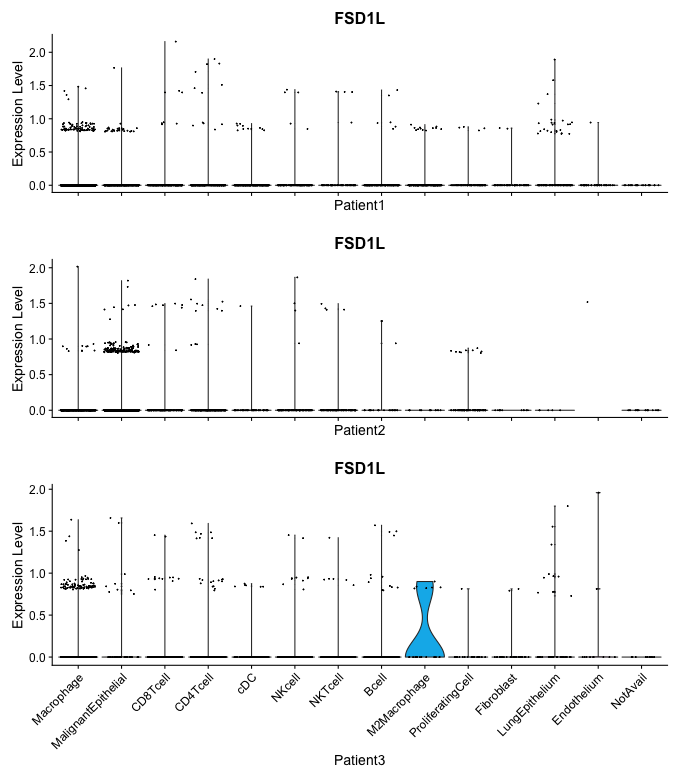 FSD1L
Expression Level
2.0
1.5
1.0
0.5
0.0
Patient1
FSD1L
Expression Level
2.0
1.5
1.0
0.5
0.0
Patient2
FSD1L
Expression Level
2.0
1.5
1.0
0.5
0.0
Macrophage
MalignantEpithelial
CD8Tcell
CD4Tcell
cDC
NKcell
NKTcell
Bcell
M2Macrophage
ProliferatingCell
Fibroblast
LungEpithelium
Endothelium
NotAvail
Patient3